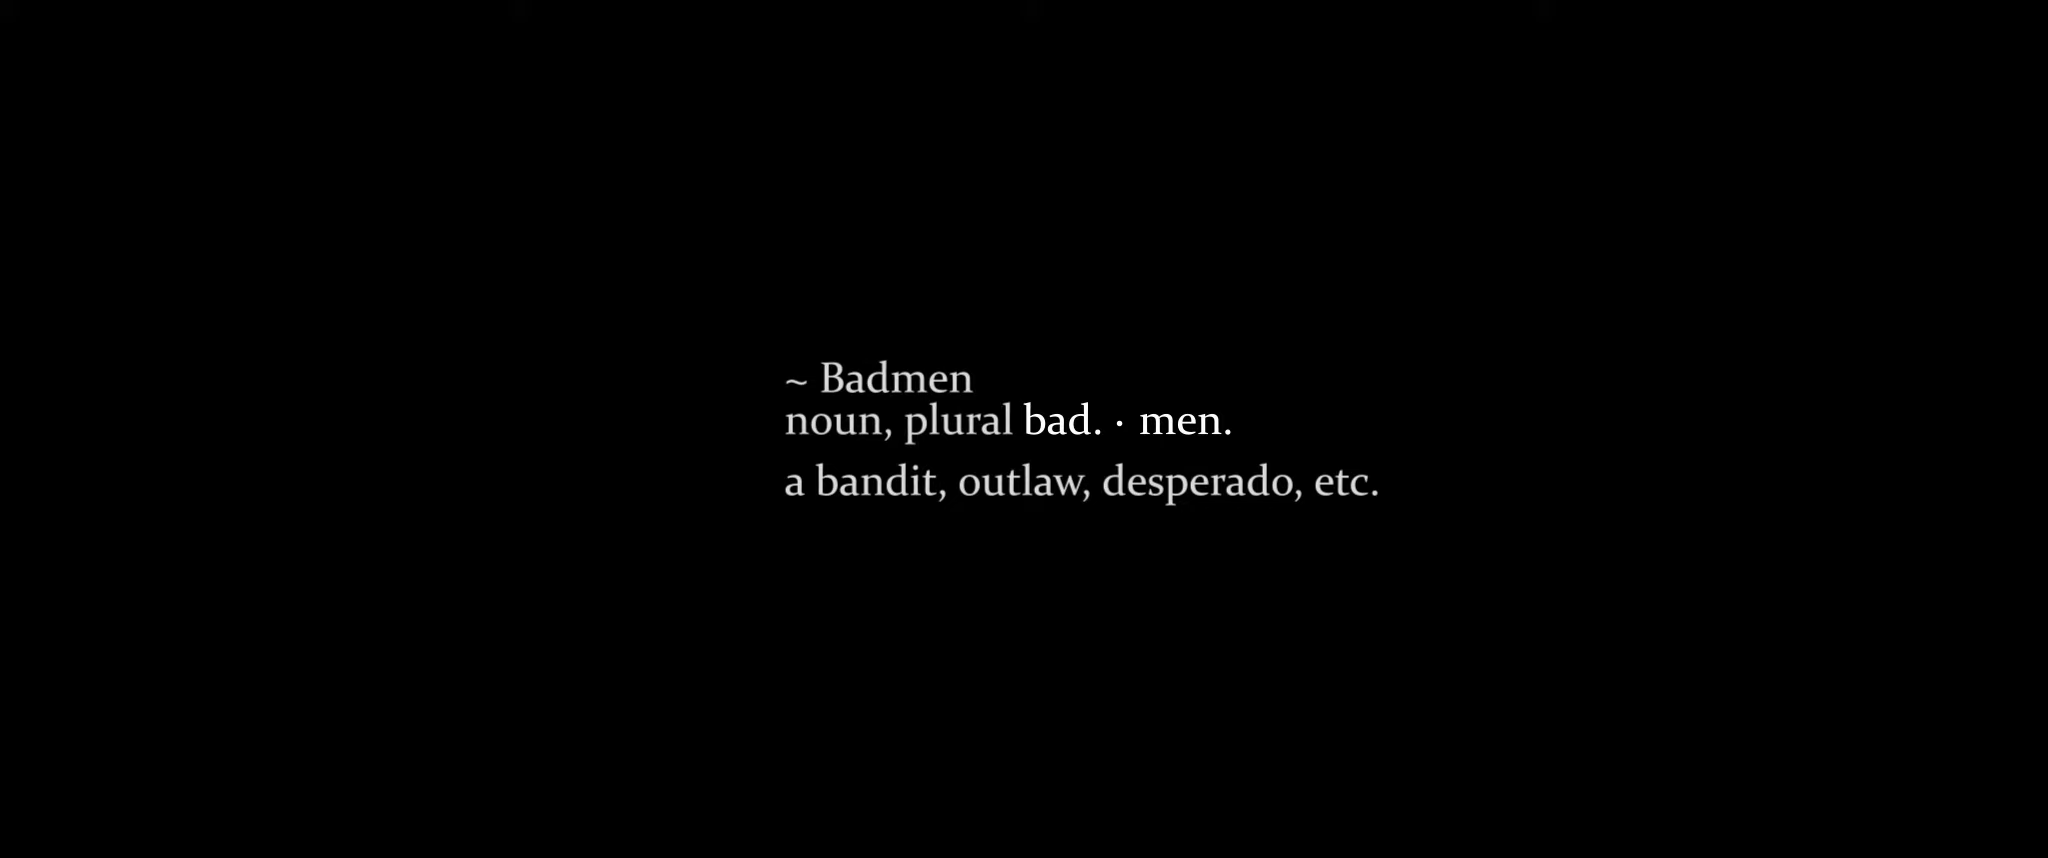 ~ Badmen
noun, plural bad. · men.
a bandit, outlaw, desperado, etc.